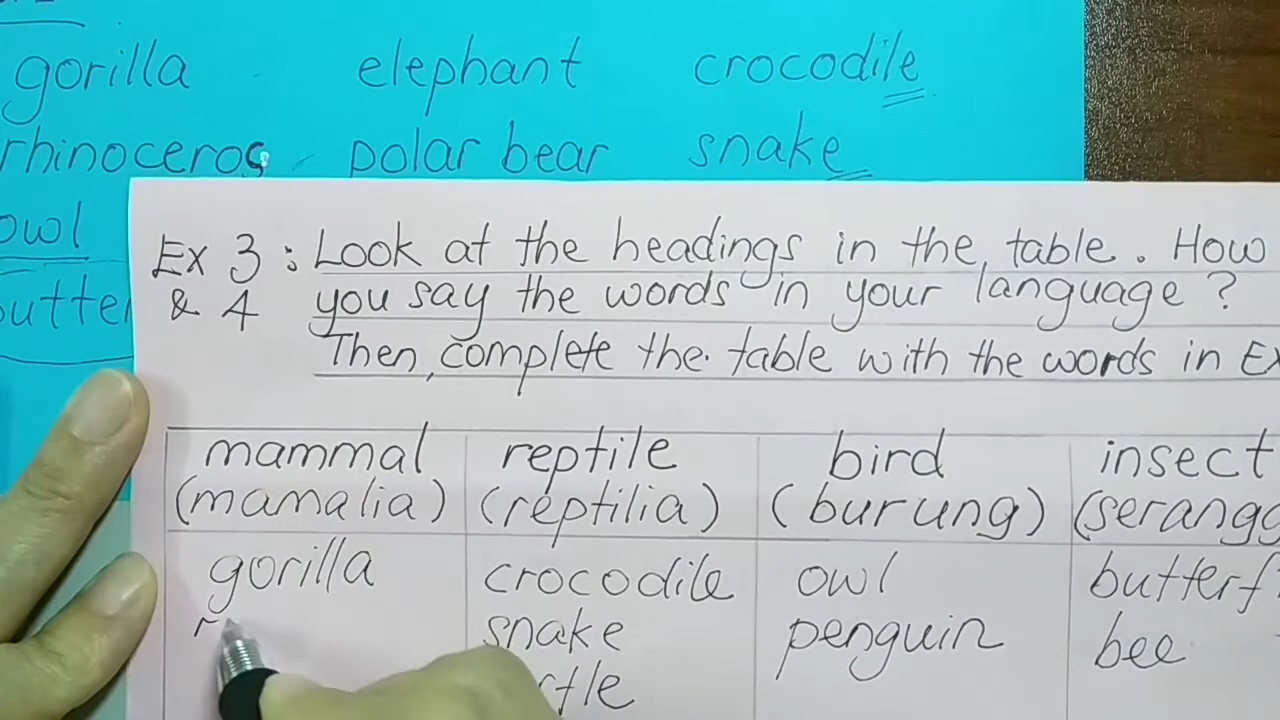 gorilla elephant crocodile
rhinoceros polar bear snake
owl
Ex 3 : Look at the headings in the table. How
& 4 you say the words in your language ?
Then, complete the table with the words in
mammal reptile bird insect
(mamalia) (reptilia) (burung)
gorilla crocodile owl
snake penguin bee